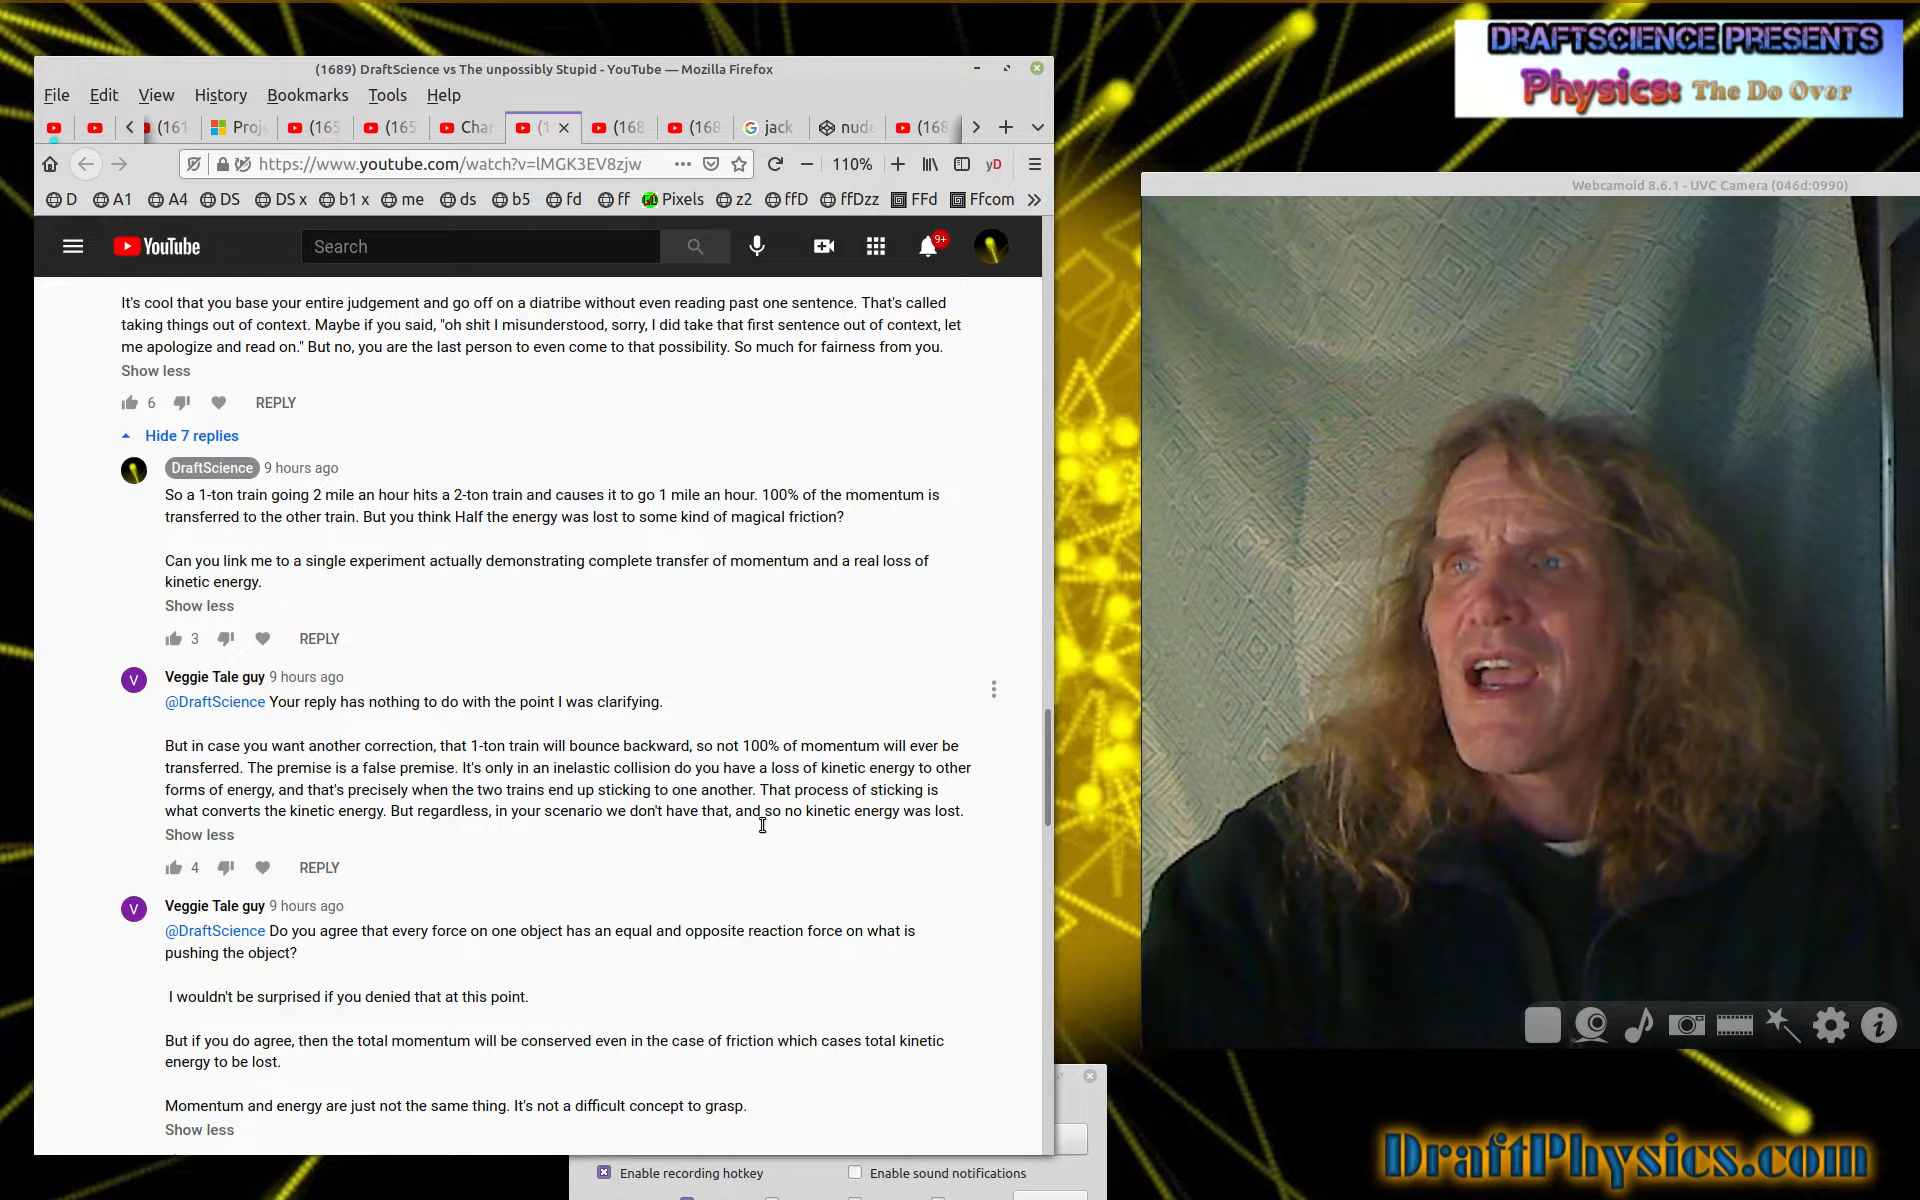 DRAFTSCIENCE PRESENTS
Physics: The Do Over
(1689) DraftScience vs The unpossibly Stupid - YouTube — Mozilla Firefox
File Edit View History Bookmarks Tools Help
(161 Proj (165 (165 Char (1 (168 (168 jack nude (168
https://www.youtube.com/watch?v=lMGK3EV8zjw 110% yD
D A1 A4 DS DS x b1 x me ds b5 fd ff Pixels z2 ffD ffDzz FFd Ffcom
YouTube Search 9+
Webcamoid 8.6.1 - UVC Camera (046d:0990)
It's cool that you base your entire judgement and go off on a diatribe without even reading past one sentence. That's called
taking things out of context. Maybe if you said, "oh shit I misunderstood, sorry, I did take that first sentence out of context, let
me apologize and read on." But no, you are the last person to even come to that possibility. So much for fairness from you.
Show less
6 REPLY
Hide 7 replies
DraftScience 9 hours ago
So a 1-ton train going 2 mile an hour hits a 2-ton train and causes it to go 1 mile an hour. 100% of the momentum is
transferred to the other train. But you think Half the energy was lost to some kind of magical friction?
Can you link me to a single experiment actually demonstrating complete transfer of momentum and a real loss of
kinetic energy.
Show less
3 REPLY
V Veggie Tale guy 9 hours ago
@DraftScience Your reply has nothing to do with the point I was clarifying.
But in case you want another correction, that 1-ton train will bounce backward, so not 100% of momentum will ever be
transferred. The premise is a false premise. It's only in an inelastic collision do you have a loss of kinetic energy to other
forms of energy, and that's precisely when the two trains end up sticking to one another. That process of sticking is
what converts the kinetic energy. But regardless, in your scenario we don't have that, and so no kinetic energy was lost.
Show less
4 REPLY
V Veggie Tale guy 9 hours ago
@DraftScience Do you agree that every force on one object has an equal and opposite reaction force on what is
pushing the object?
I wouldn't be surprised if you denied that at this point.
But if you do agree, then the total momentum will be conserved even in the case of friction which cases total kinetic
energy to be lost.
Momentum and energy are just not the same thing. It's not a difficult concept to grasp.
Show less
Enable recording hotkey Enable sound notifications
DraftPhysics.com